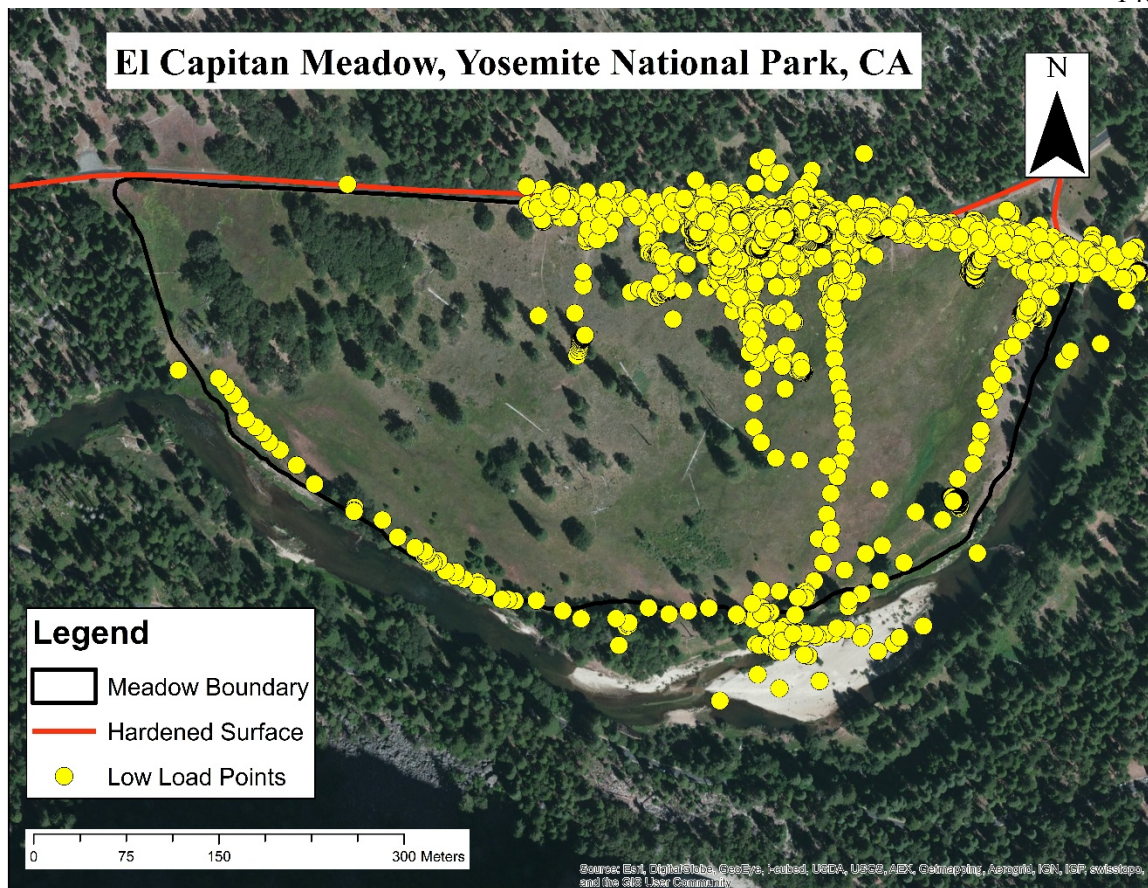 El Capitan Meadow, Yosemite National Park, CA
N
Legend
Meadow Boundary
Hardened Surface
Low Load Points
0 75 150 300 Meters
Source: Esri, DigitalGlobe, GeoEye, i-cubed, USDA, USGS, AEX, Getmapping, Aerogrid, IGN, IGP, swisstopo,
and the GIS User Community